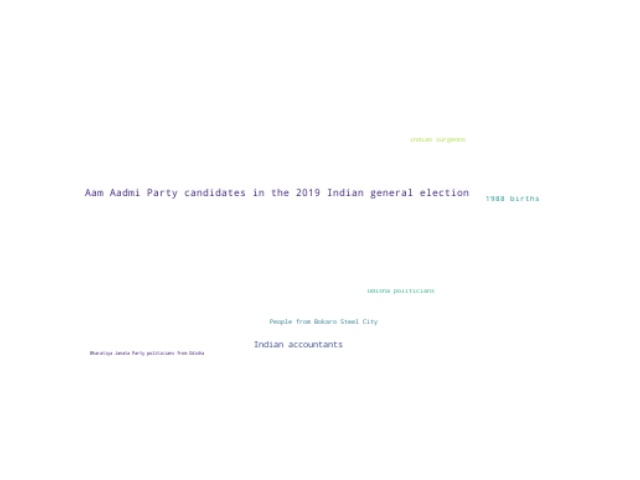 Indian surgeons
Aam Aadmi Party candidates in the 2019 Indian general election
1988 births
Odisha politicians
People from Bokaro Steel City
Indian accountants
Bharatiya Janata Party politicians from Odisha